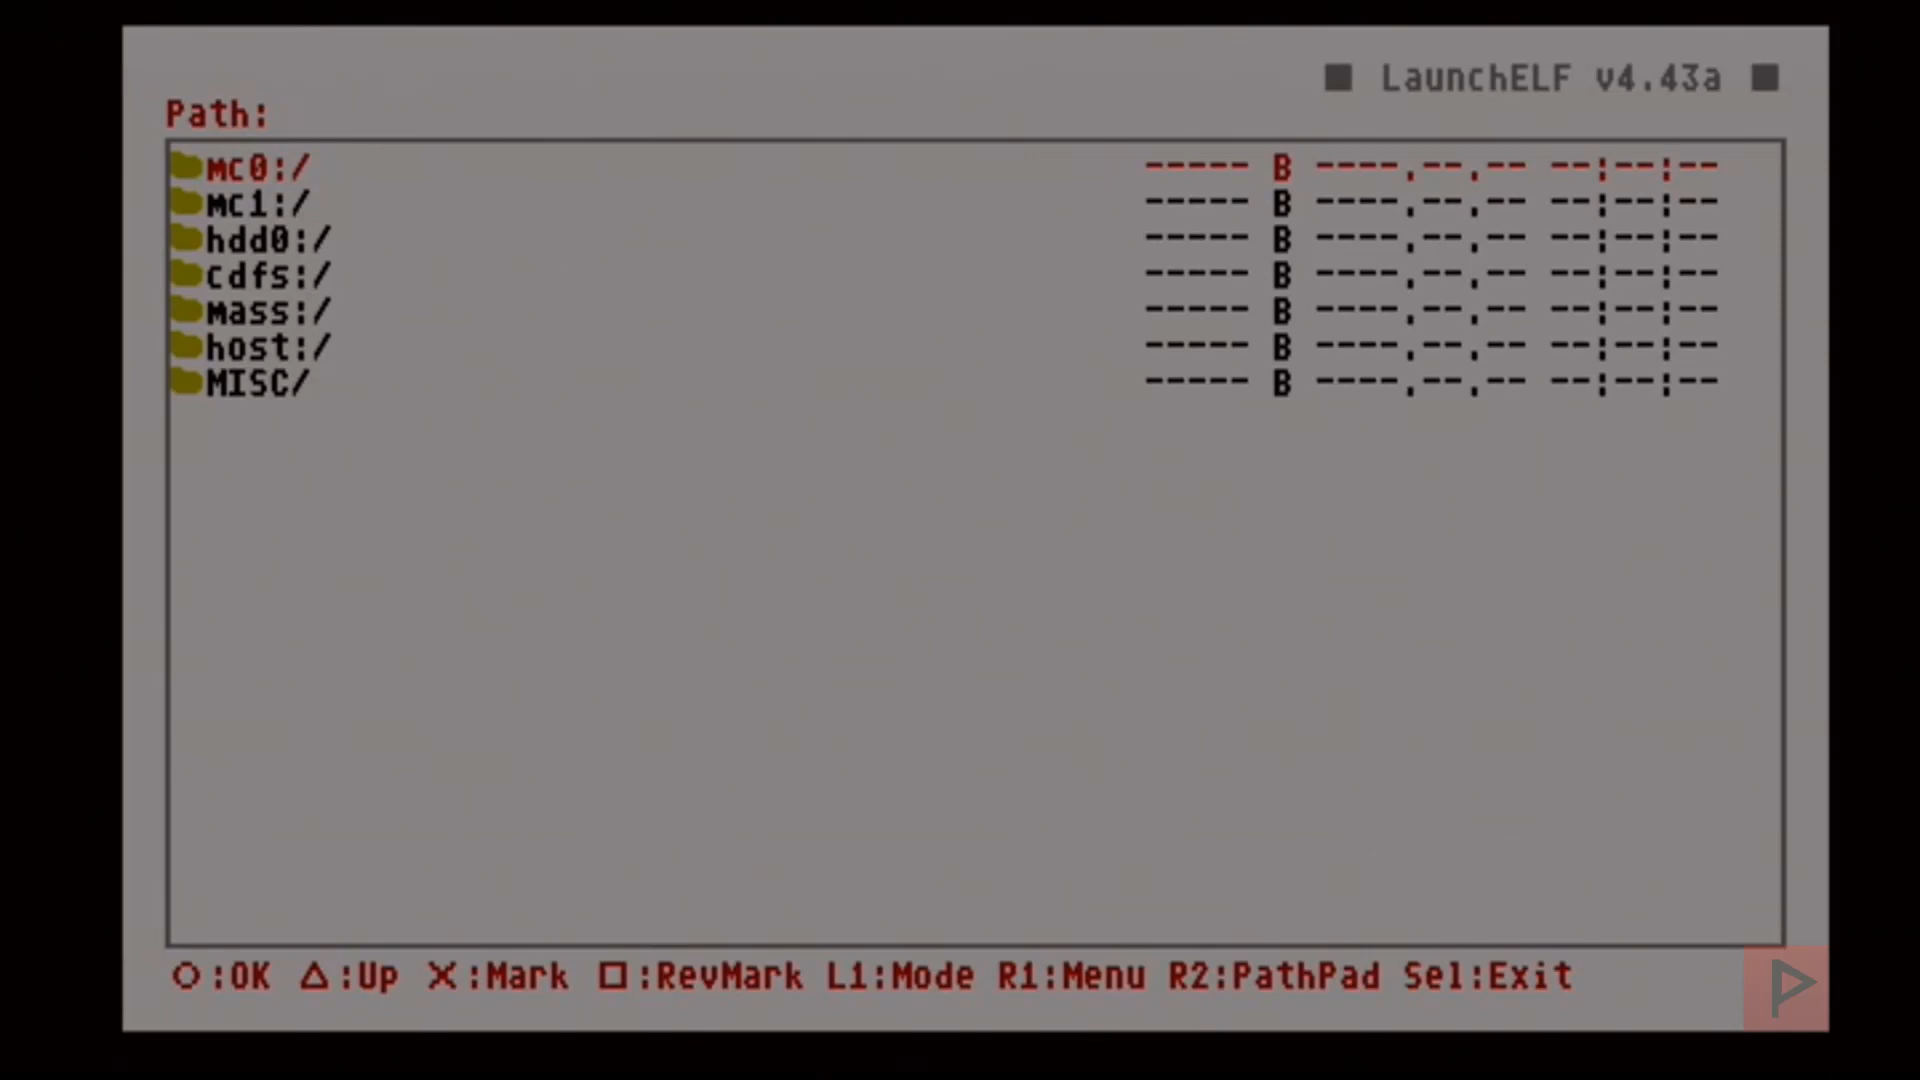 ■ LaunchELF v4.43a ■
Path:
mc0:/ ----- B ----.--.-- --:--:--
mc1:/ ----- B ----.--.-- --:--:--
hdd0:/ ----- B ----.--.-- --:--:--
cdfs:/ ----- B ----.--.-- --:--:--
mass:/ ----- B ----.--.-- --:--:--
host:/ ----- B ----.--.-- --:--:--
MISC/ ----- B ----.--.-- --:--:--
○:OK △:Up ×:Mark □:RevMark L1:Mode R1:Menu R2:PathPad Sel:Exit